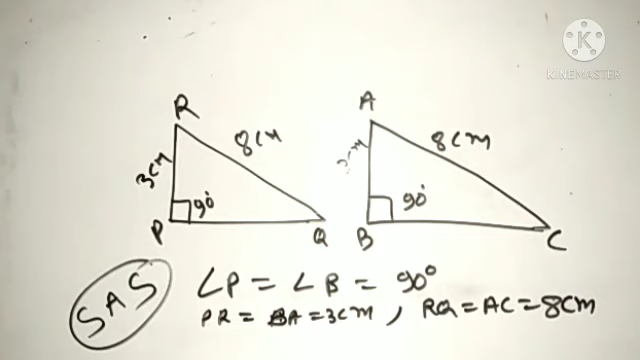 K
KINEMASTER
R
A
8cm
8cm
3cm
90°
90°
P
Q
B
C
SAS
∠P = ∠B = 90°
PR = BA = 3cm, RQ = AC = 8cm